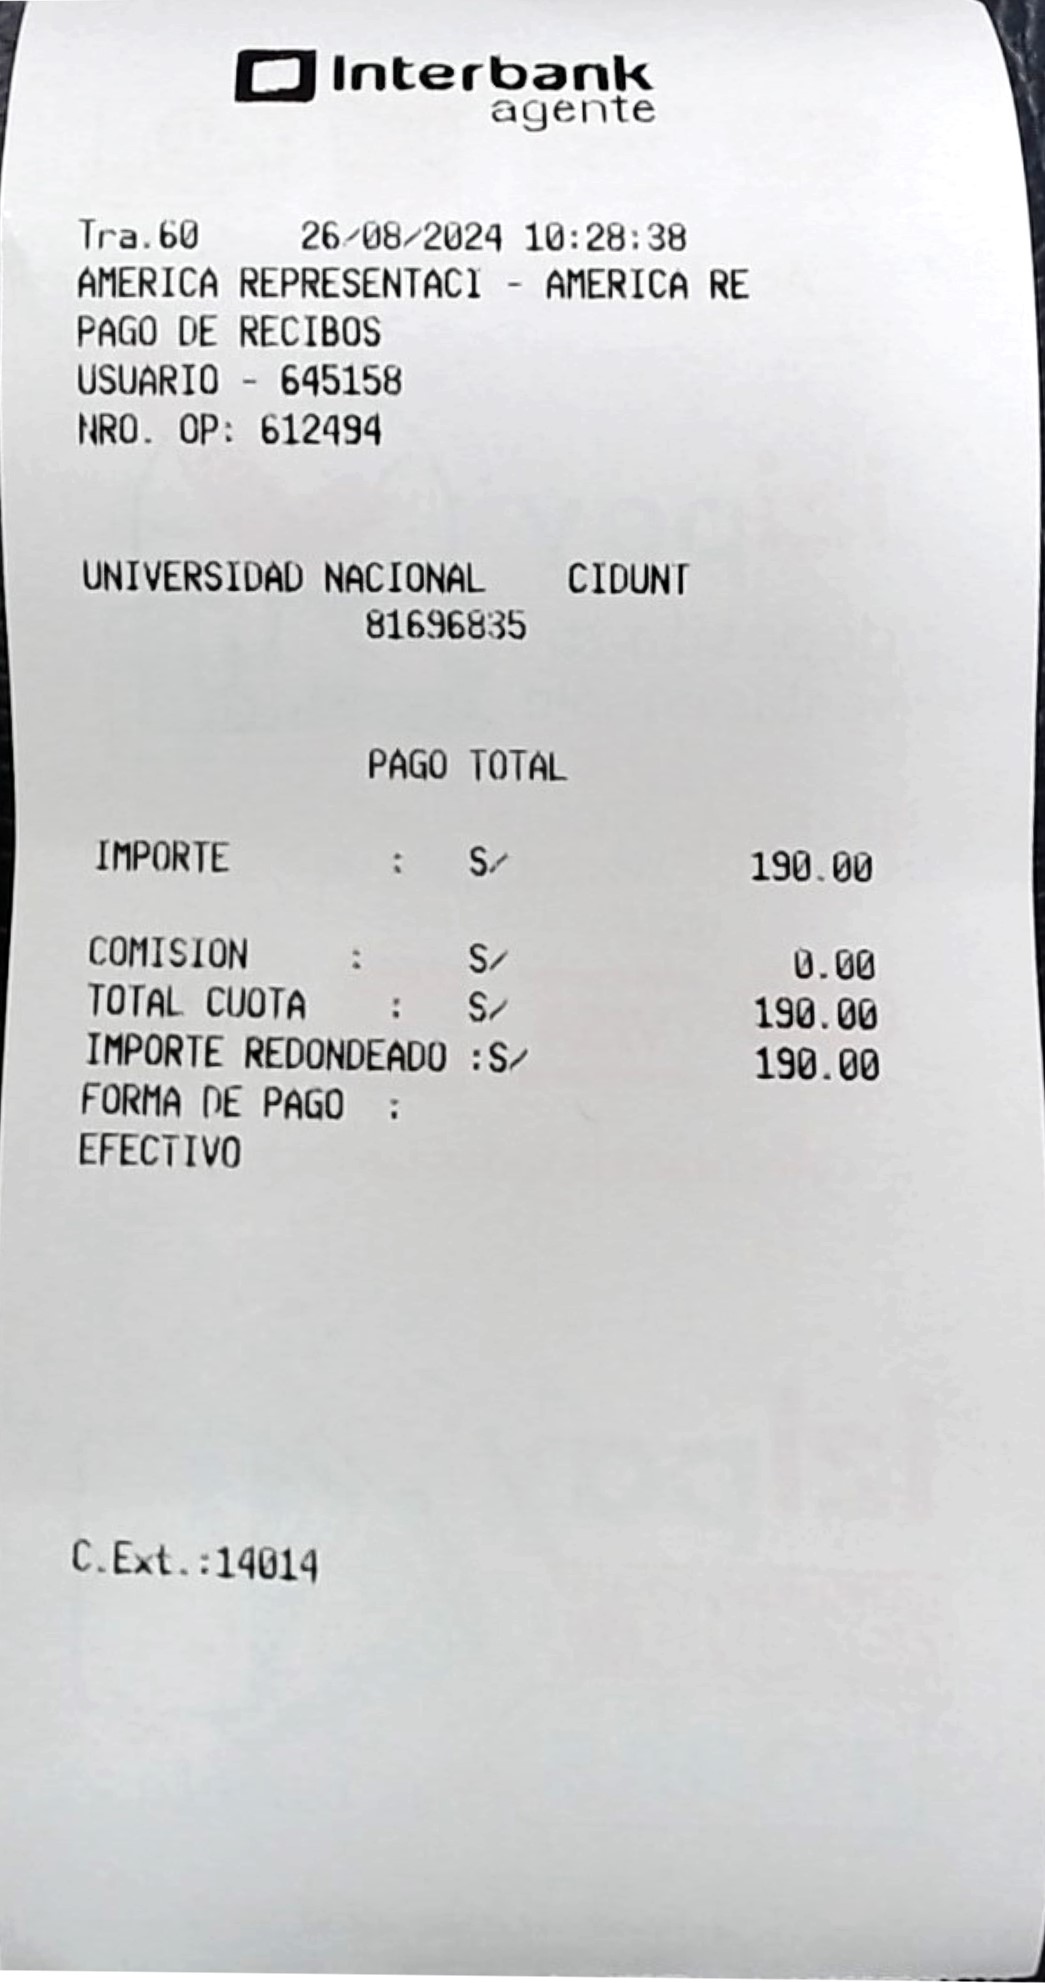 Interbank
agente
Tra.60 26/08/2024 10:28:38
AMERICA REPRESENTACI - AMERICA RE
PAGO DE RECIBOS
USUARIO - 645158
NRO. OP: 612494
UNIVERSIDAD NACIONAL CIDUNT
81696835
PAGO TOTAL
IMPORTE : S/ 190.00
COMISION : S/ 0.00
TOTAL CUOTA : S/ 190.00
IMPORTE REDONDEADO :S/ 190.00
FORMA DE PAGO :
EFECTIVO
C.Ext.:14014